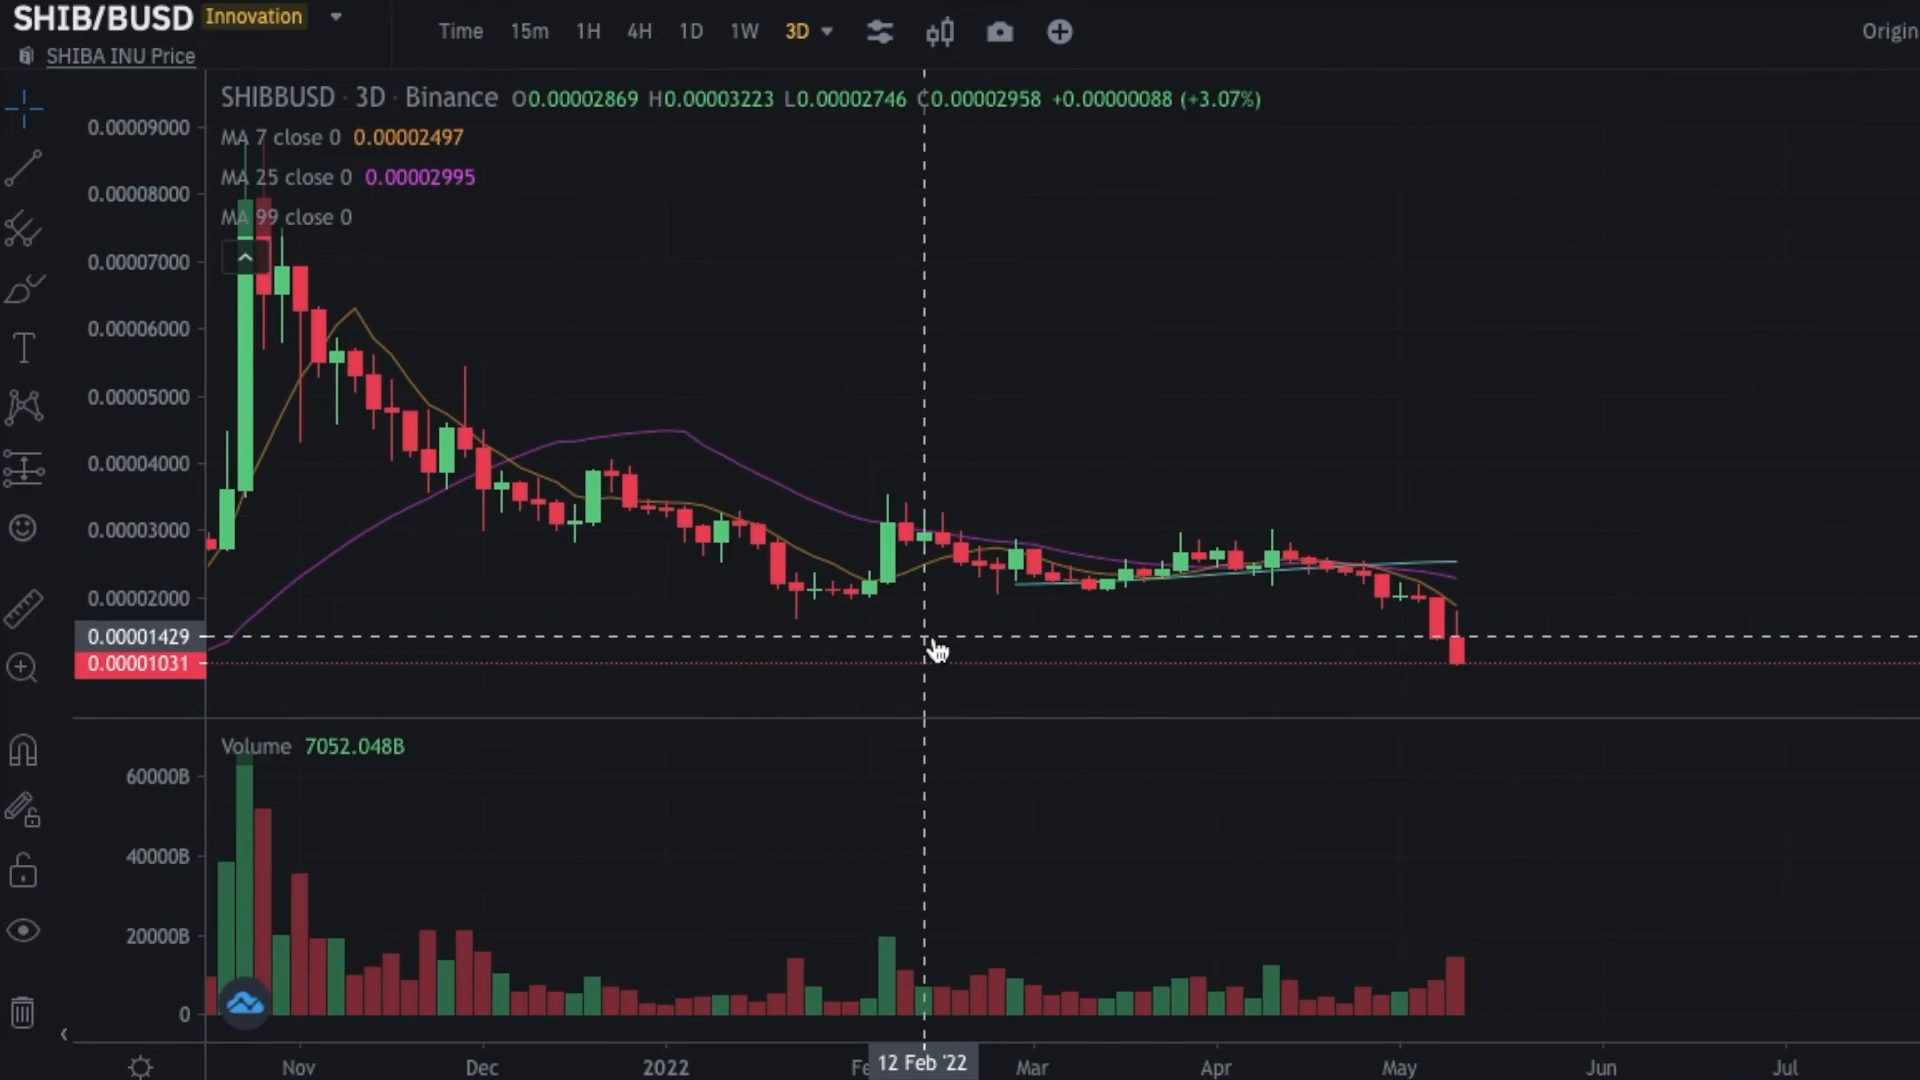 SHIB/BUSD Innovation
SHIBA INU Price
Time 15m 1H 4H 1D 1W 3D
Origin
SHIBBUSD · 3D · Binance O0.00002869 H0.00003223 L0.00002746 C0.00002958 +0.00000088 (+3.07%)
MA 7 close 0 0.00002497
MA 25 close 0 0.00002995
MA 99 close 0
0.00009000
0.00008000
0.00007000
0.00006000
0.00005000
0.00004000
0.00003000
0.00002000
0.00001429
0.00001031
Volume 7052.048B
60000B
40000B
20000B
0
Nov Dec 2022 Fe 12 Feb '22 Mar Apr May Jun Jul